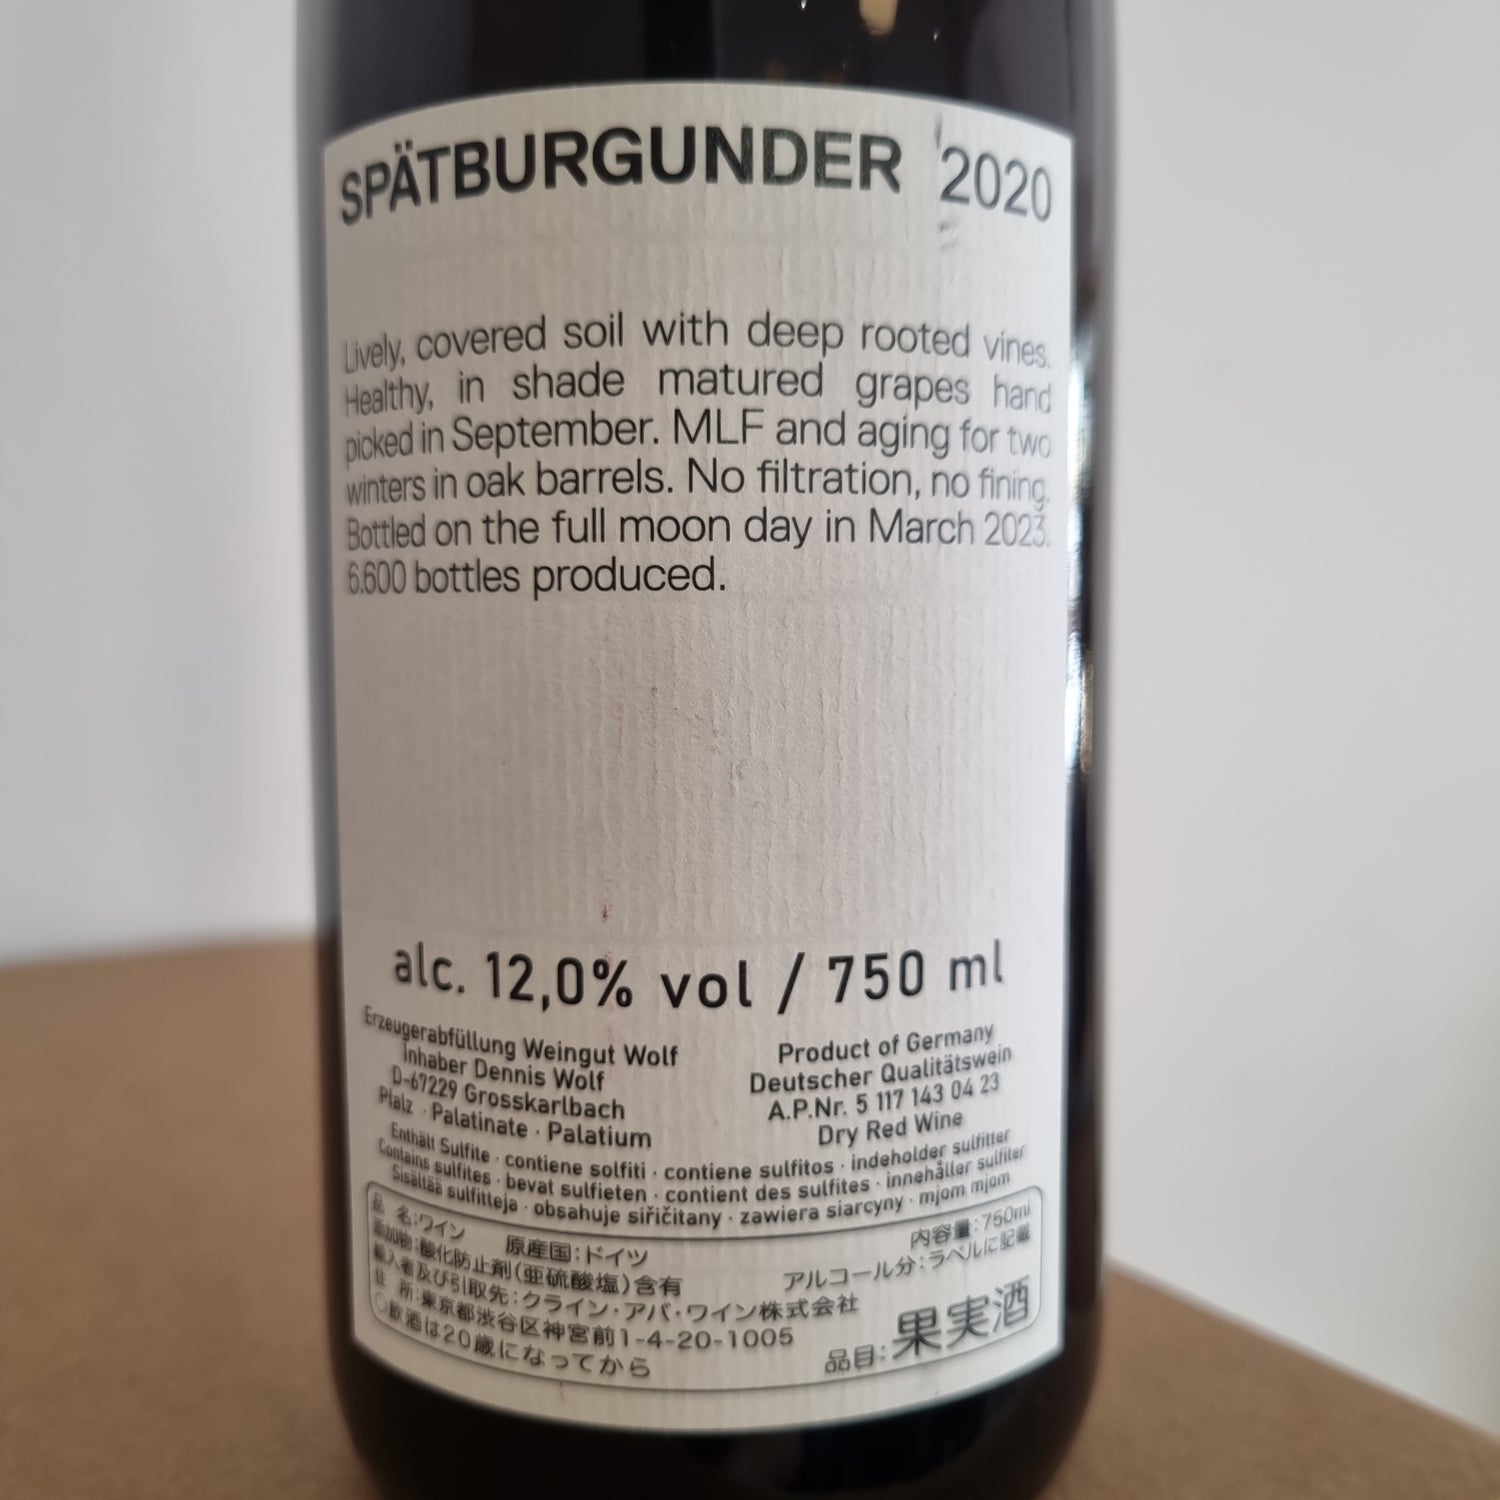 SPÄTBURGUNDER 2020
Lively, covered soil with deep rooted vines.
Healthy, in shade matured grapes hand
picked in September. MLF and aging for two
winters in oak barrels. No filtration, no fining.
Bottled on the full moon day in March 2023.
6.600 bottles produced.
alc. 12,0% vol / 750 ml
Erzeugerabfüllung Weingut Wolf
Inhaber Dennis Wolf
D-67229 Grosskarlbach
Pfalz · Palatinate · Palatium
Product of Germany
Deutscher Qualitätswein
A.P.Nr. 5 117 143 04 23
Dry Red Wine
Enthält Sulfite · contiene solfiti · contiene sulfitos · indeholder sulfitter
Contains sulfites · bevat sulfieten · contient des sulfites · innehåller sulfiter
Sisältää sulfitteja · obsahuje siřičitany · zawiera siarczyny · mjom mjom
品 名:ワイン 原産国:ドイツ 内容量:750ml
添加物:酸化防止剤(亜硫酸塩)含有 アルコール分:ラベルに記載
輸入者及び引取先:クライン・アバ・ワイン株式会社
住 所:東京都渋谷区神宮前1-4-20-1005
○飲酒は20歳になってから 品目:果実酒